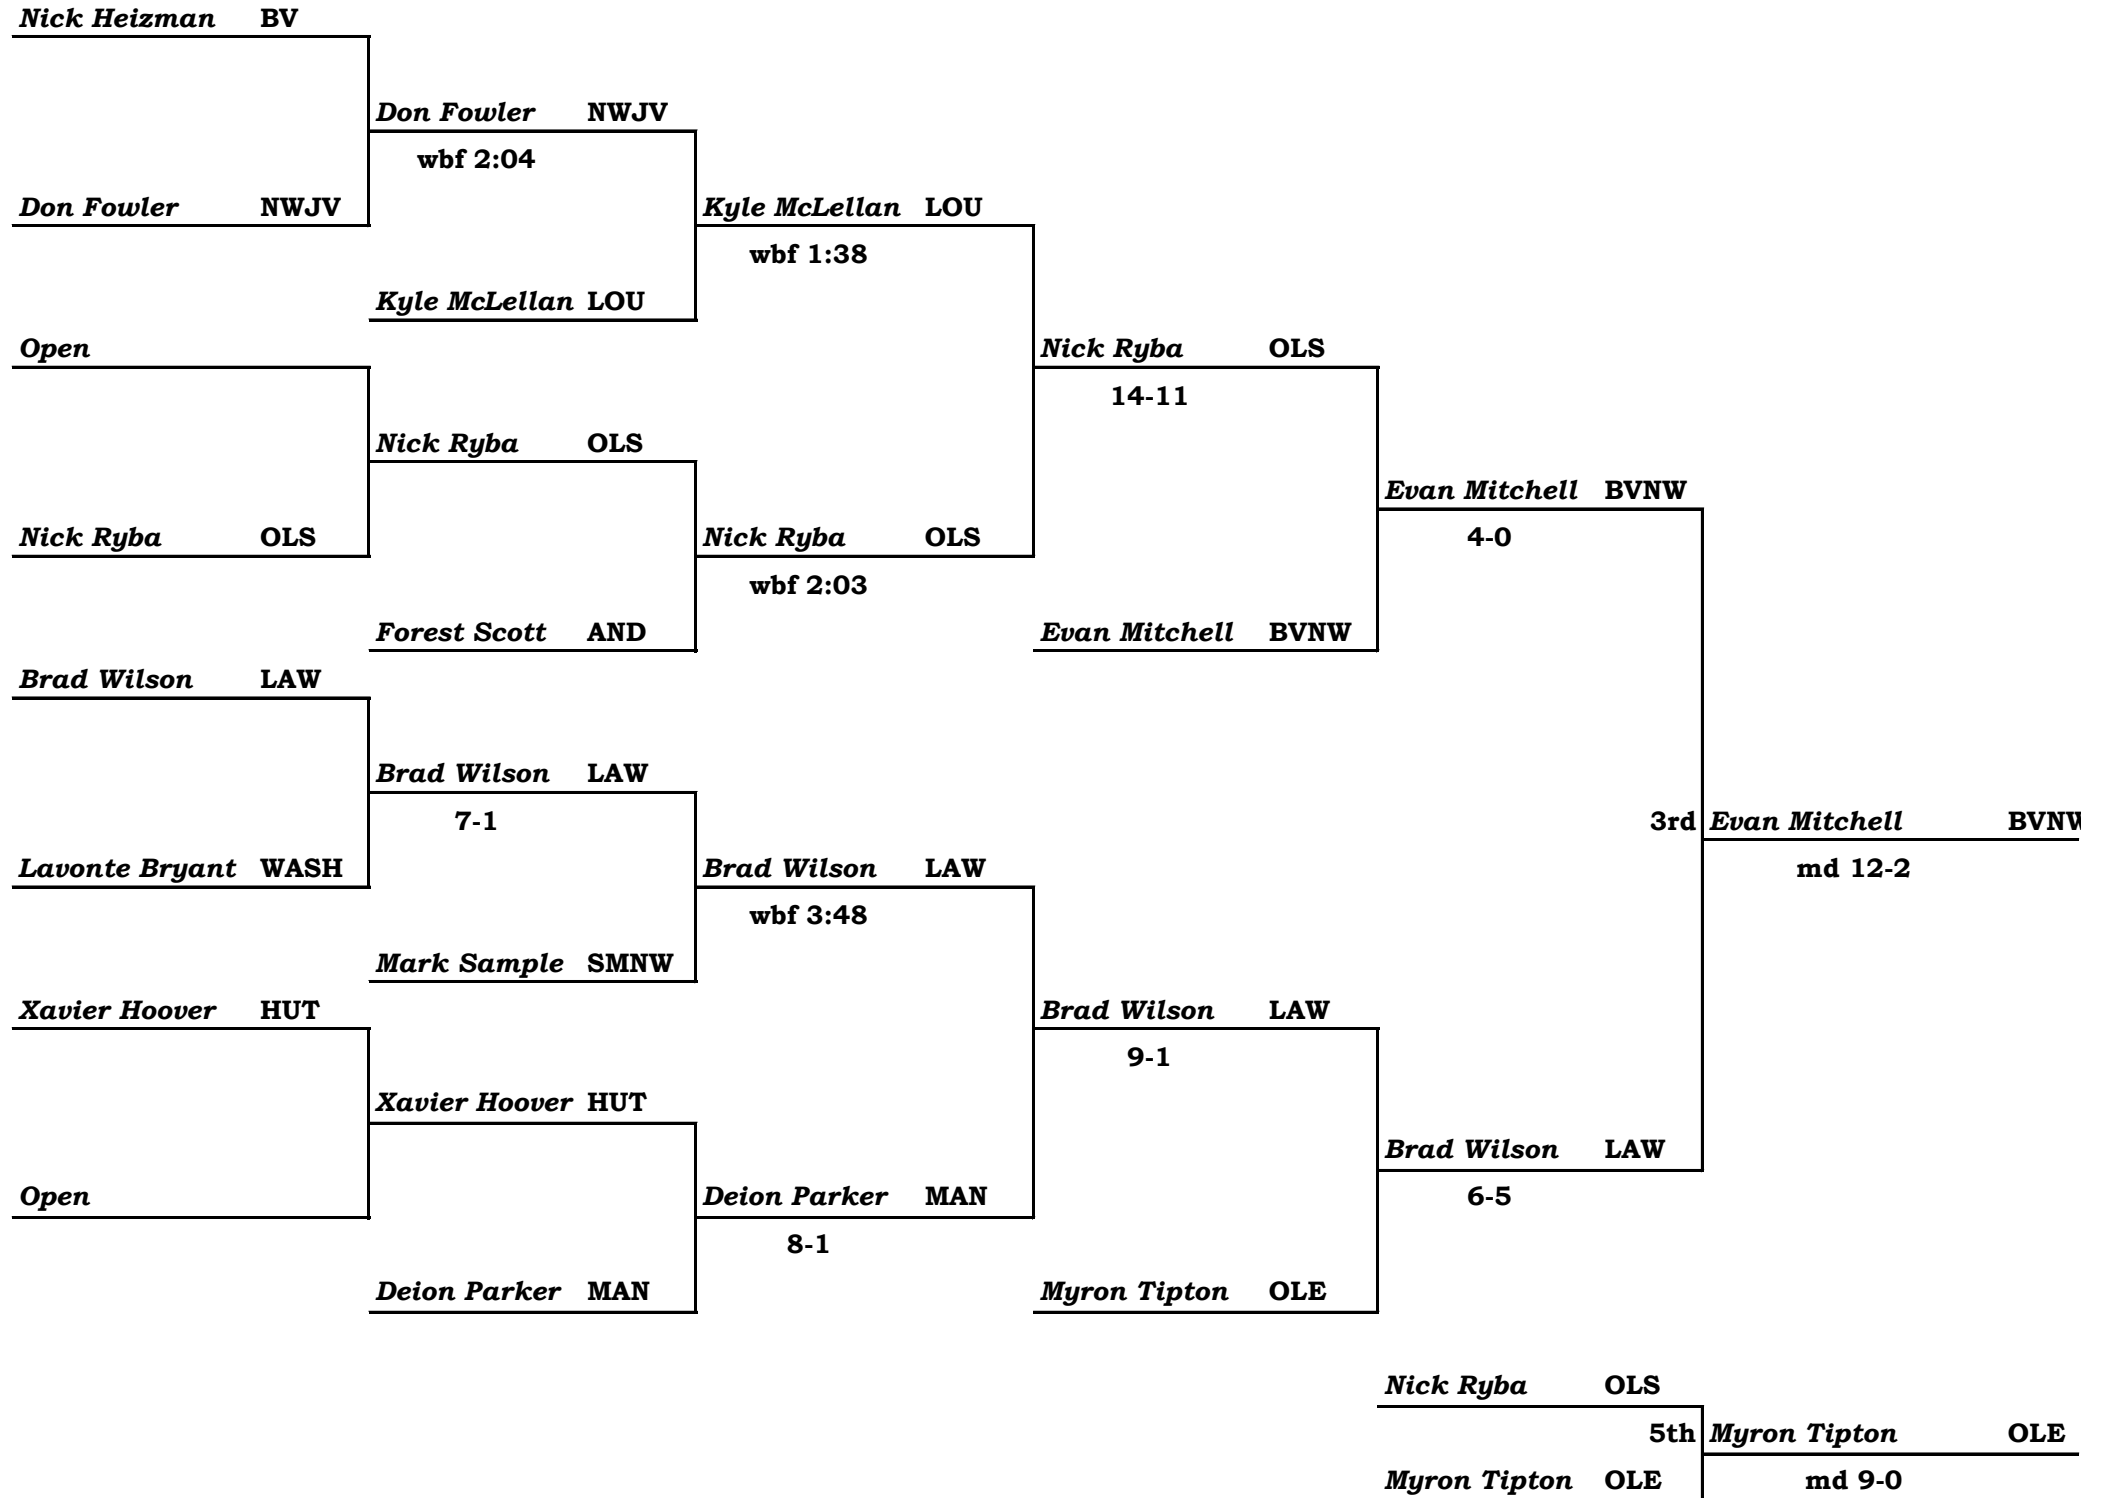 Nick Heizman BV
Don Fowler NWJV
wbf 2:04
Don Fowler NWJV
Kyle McLellan LOU
wbf 1:38
Kyle McLellan LOU
Open
Nick Ryba OLS
14-11
Nick Ryba OLS
Evan Mitchell BVNW
4-0
Nick Ryba OLS
Nick Ryba OLS
wbf 2:03
Forest Scott AND
Evan Mitchell BVNW
Brad Wilson LAW
Brad Wilson LAW
7-1
3rd Evan Mitchell BVNW
md 12-2
Lavonte Bryant WASH
Brad Wilson LAW
wbf 3:48
Mark Sample SMNW
Xavier Hoover HUT
Brad Wilson LAW
9-1
Xavier Hoover HUT
Brad Wilson LAW
6-5
Open
Deion Parker MAN
8-1
Deion Parker MAN
Myron Tipton OLE
Nick Ryba OLS
5th Myron Tipton OLE
Myron Tipton OLE
md 9-0